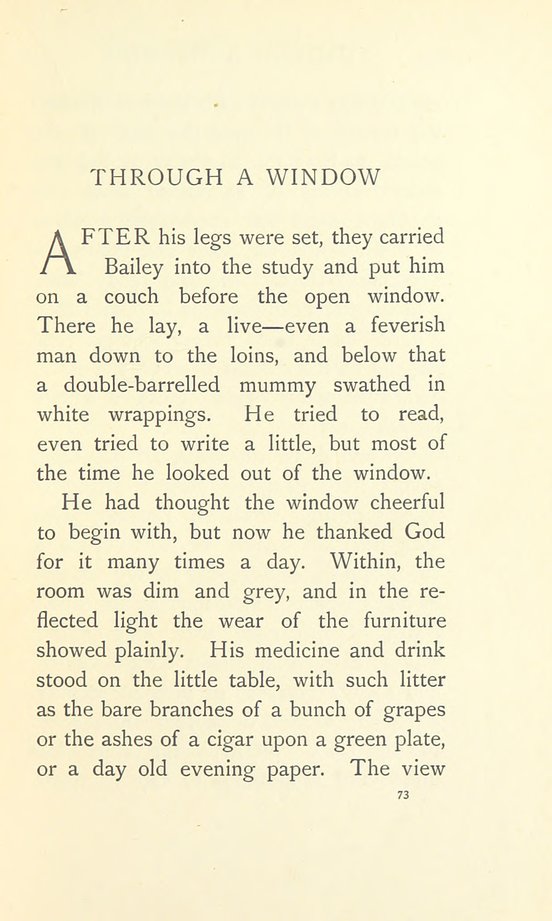 THROUGH A WINDOW
AFTER his legs were set, they carried
Bailey into the study and put him
on a couch before the open window.
There he lay, a live—even a feverish
man down to the loins, and below that
a double-barrelled mummy swathed in
white wrappings. He tried to read,
even tried to write a little, but most of
the time he looked out of the window.
He had thought the window cheerful
to begin with, but now he thanked God
for it many times a day. Within, the
room was dim and grey, and in the re-
flected light the wear of the furniture
showed plainly. His medicine and drink
stood on the little table, with such litter
as the bare branches of a bunch of grapes
or the ashes of a cigar upon a green plate,
or a day old evening paper. The view
73